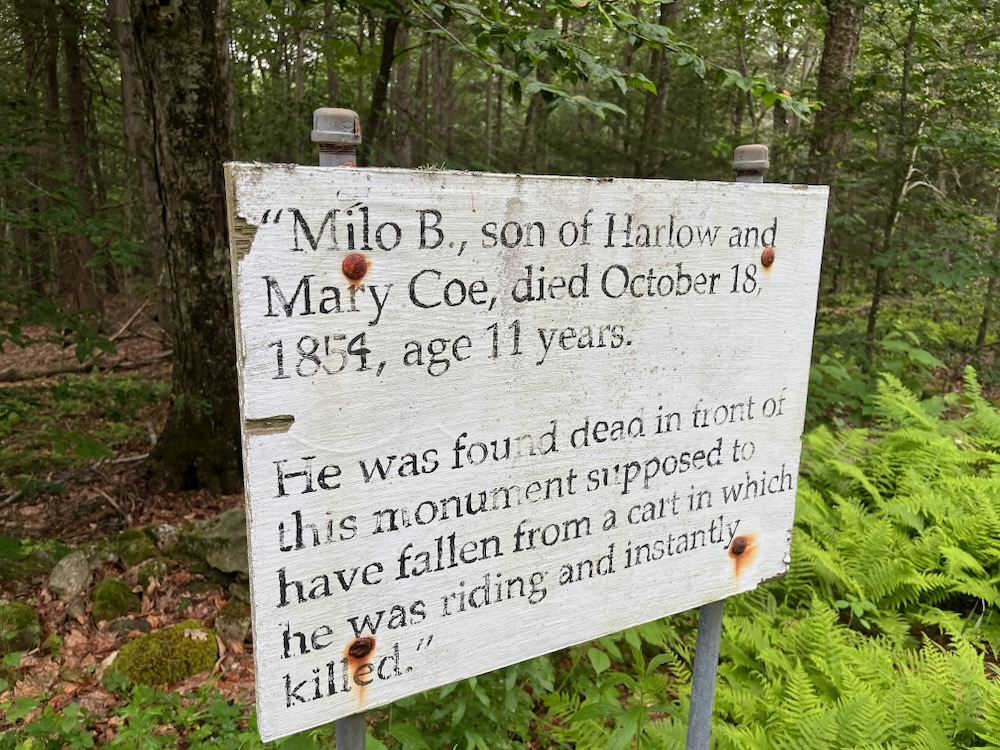 “Milo B., son of Harlow and
Mary Coe, died October 18,
1854, age 11 years.
He was found dead in front of
this monument supposed to
have fallen from a cart in which
he was riding and instantly
killed.”